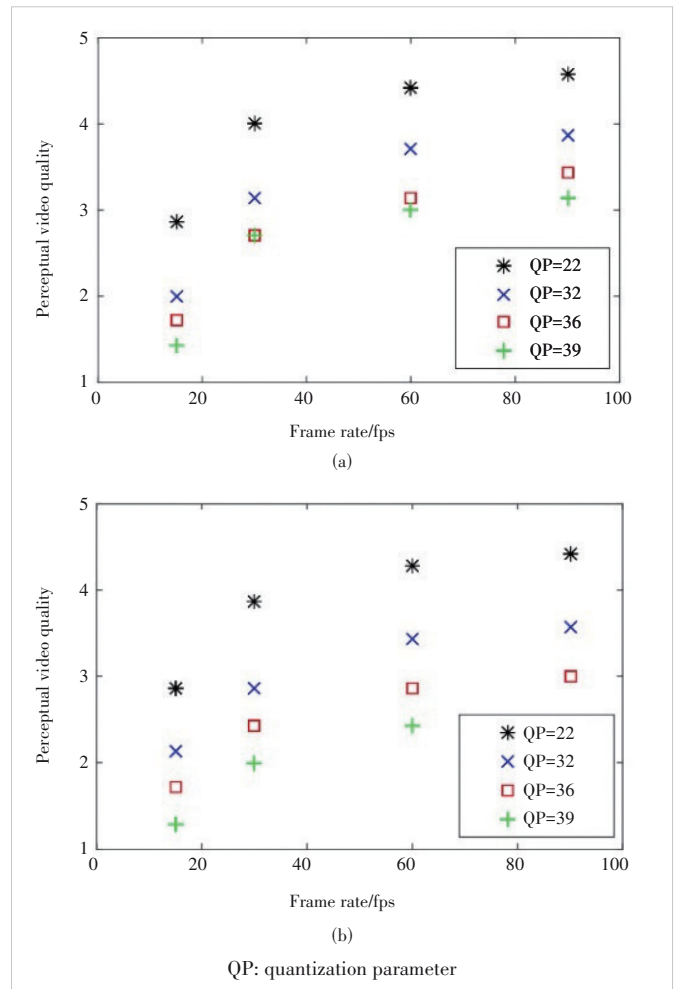 5
4
3
2
1
Perceptual video quality
QP=22
QP=32
QP=36
QP=39
0 20 40 60 80 100
Frame rate/fps
(a)
5
4
3
2
1
Perceptual video quality
QP=22
QP=32
QP=36
QP=39
0 20 40 60 80 100
Frame rate/fps
(b)
QP: quantization parameter